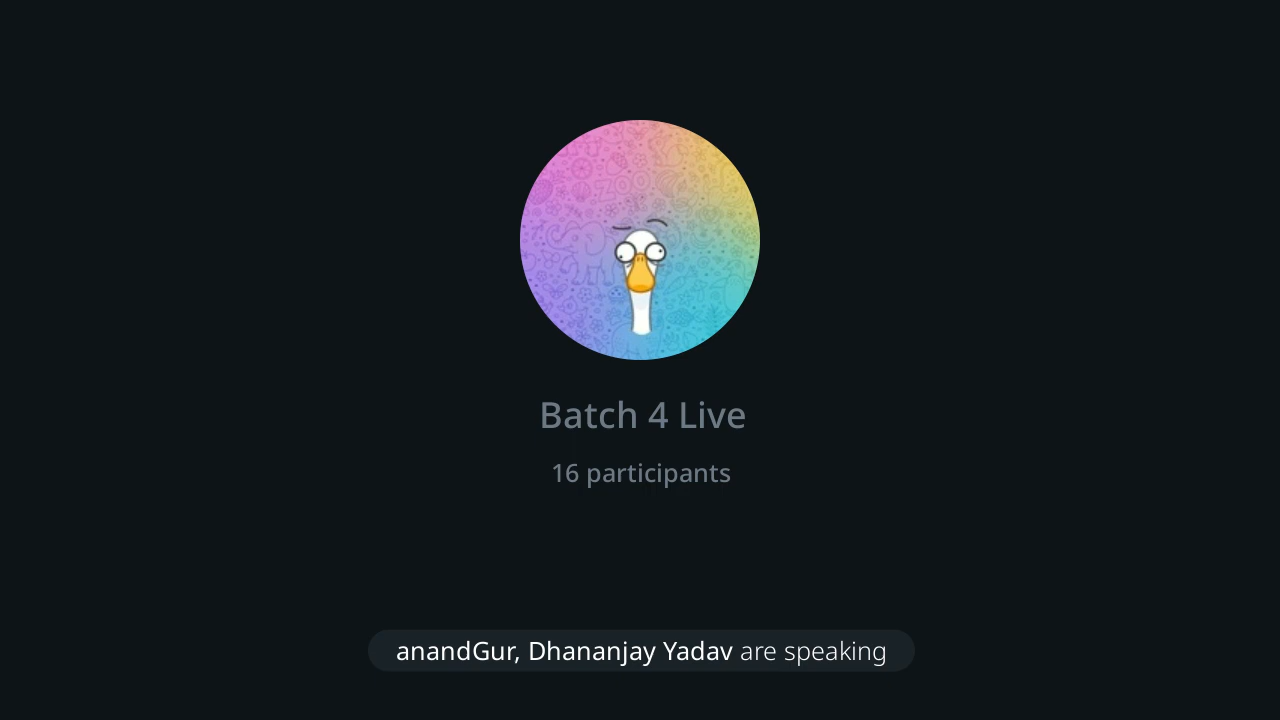 Batch 4 Live
16 participants
anandGur, Dhananjay Yadav are speaking